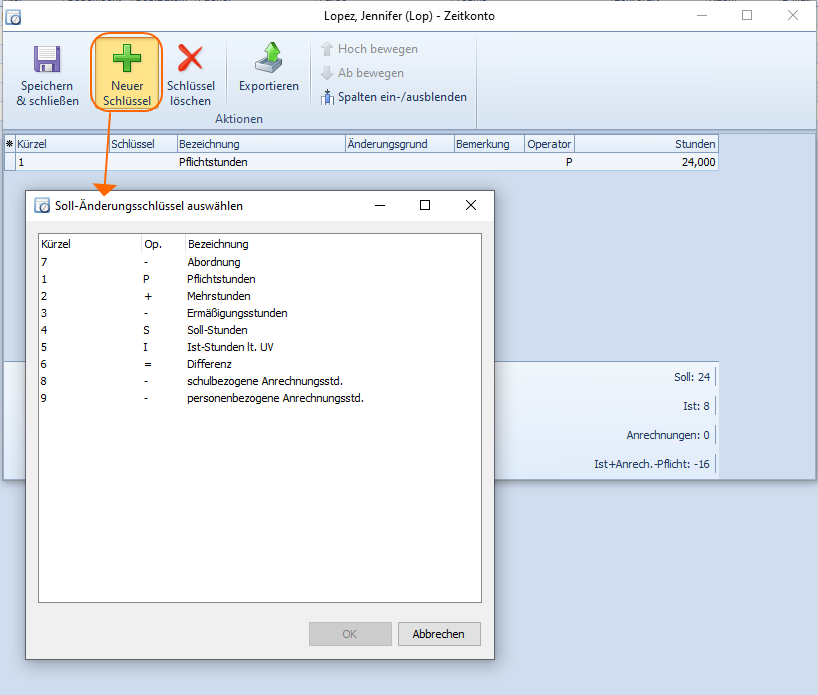 Lopez, Jennifer (Lop) - Zeitkonto
Speichern
& schließen
Neuer
Schlüssel
Schlüssel
löschen
Exportieren
Hoch bewegen
Ab bewegen
Spalten ein-/ausblenden
Aktionen
Kürzel Schlüssel Bezeichnung Änderungsgrund Bemerkung Operator Stunden
1 Pflichtstunden P 24,000
Soll-Änderungsschlüssel auswählen
Kürzel Op. Bezeichnung
7 - Abordnung
1 P Pflichtstunden
2 + Mehrstunden
3 - Ermäßigungsstunden
4 S Soll-Stunden
5 I Ist-Stunden lt. UV
6 = Differenz
8 - schulbezogene Anrechnungsstd.
9 - personenbezogene Anrechnungsstd.
Soll: 24
Ist: 8
Anrechnungen: 0
Ist+Anrech.-Pflicht: -16
OK Abbrechen